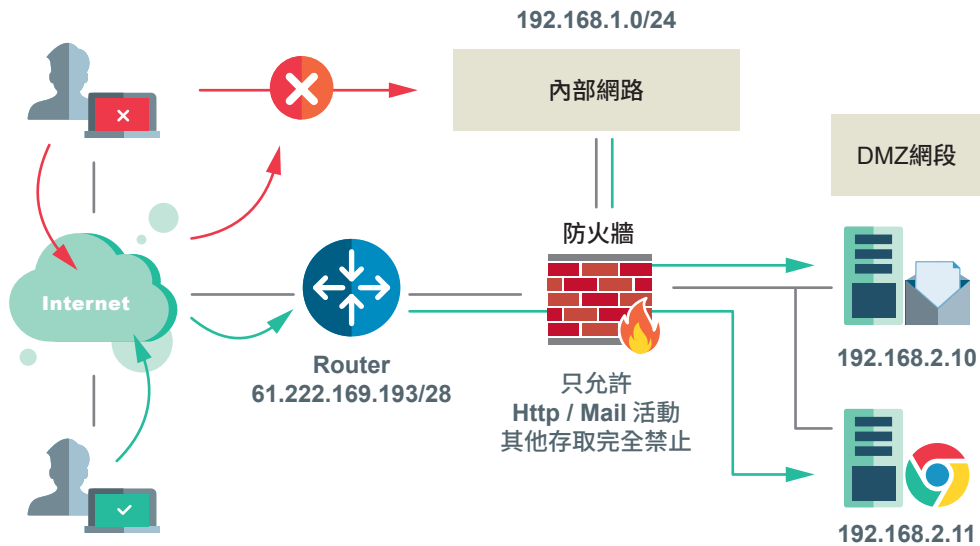 192.168.1.0/24
內部網路
DMZ網段
防火牆
Internet
Router
61.222.169.193/28
只允許
Http / Mail 活動
其他存取完全禁止
192.168.2.10
192.168.2.11